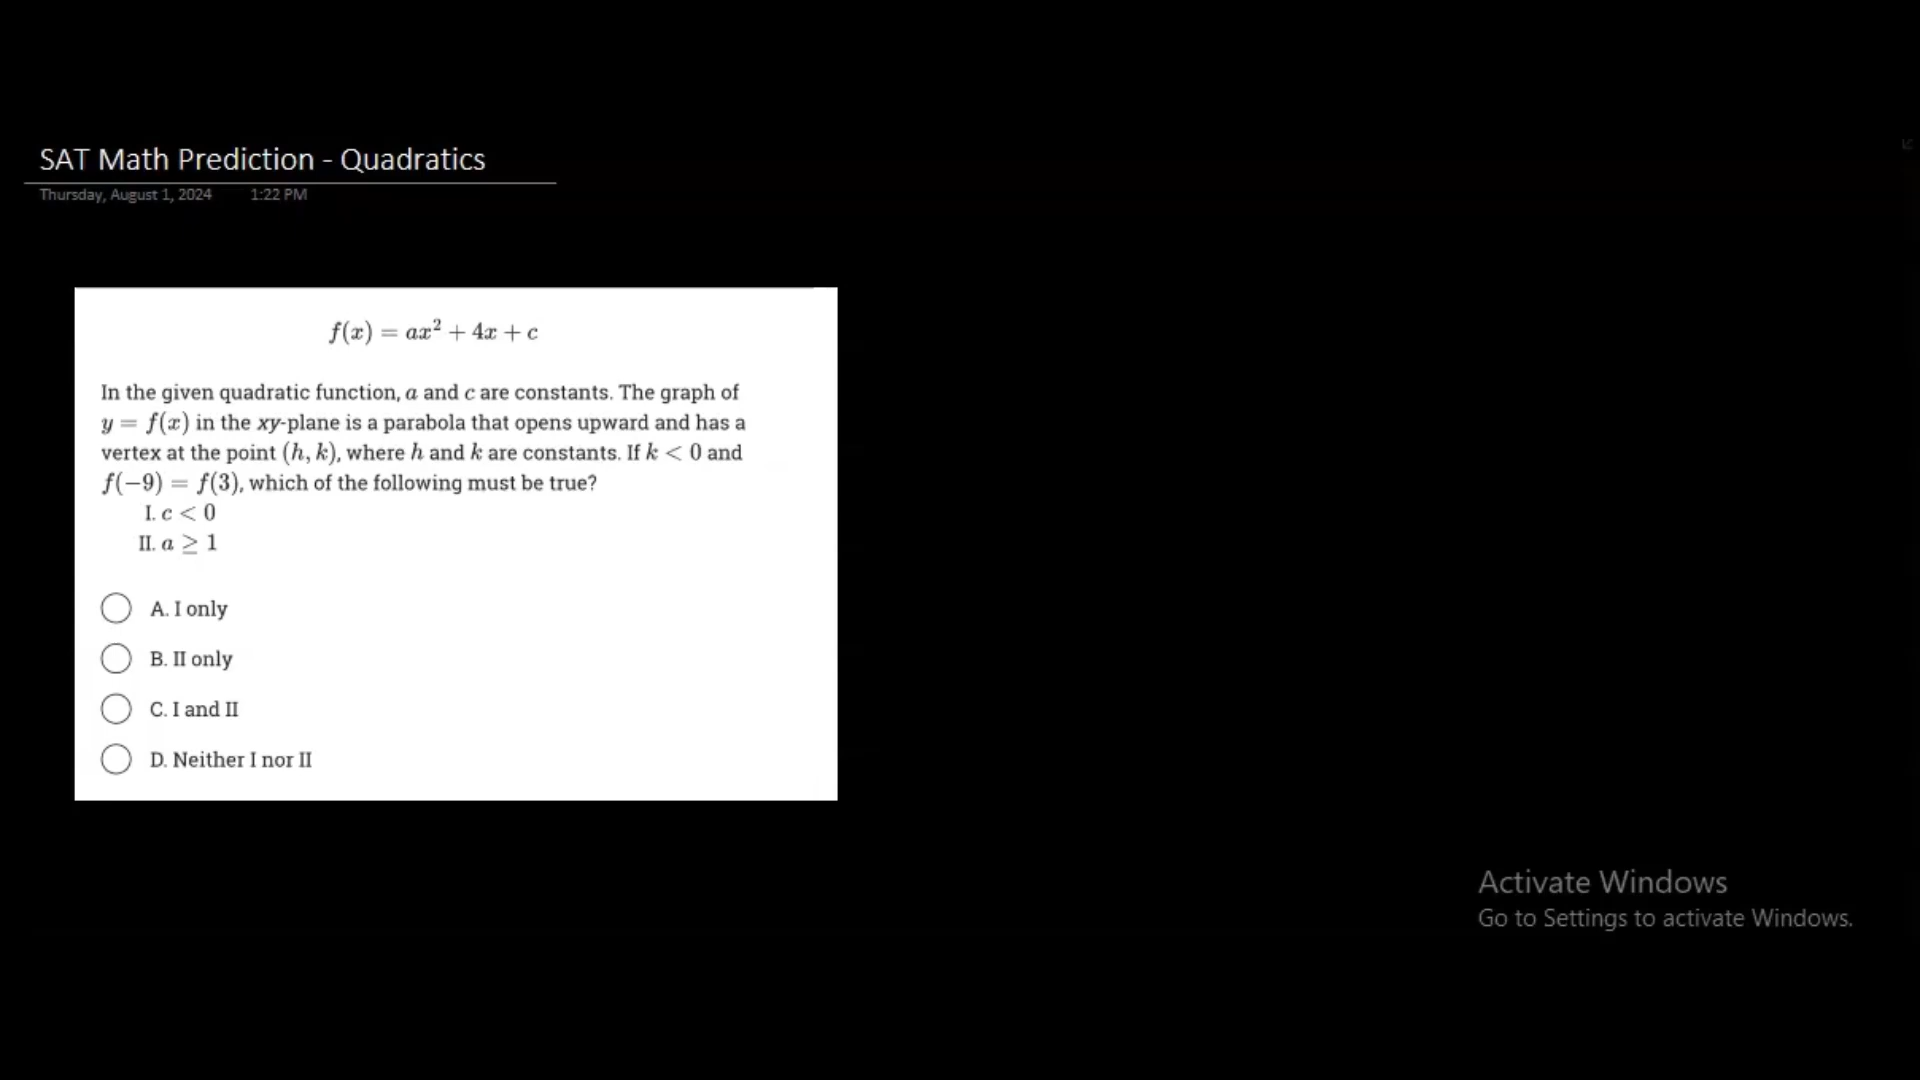 SAT Math Prediction - Quadratics
Thursday, August 1, 2024 1:22 PM
f(x) = ax² + 4x + c
In the given quadratic function, a and c are constants. The graph of
y = f(x) in the xy-plane is a parabola that opens upward and has a
vertex at the point (h, k), where h and k are constants. If k < 0 and
f(−9) = f(3), which of the following must be true?
I. c < 0
II. a ≥ 1
A. I only
B. II only
C. I and II
D. Neither I nor II
Activate Windows
Go to Settings to activate Windows.